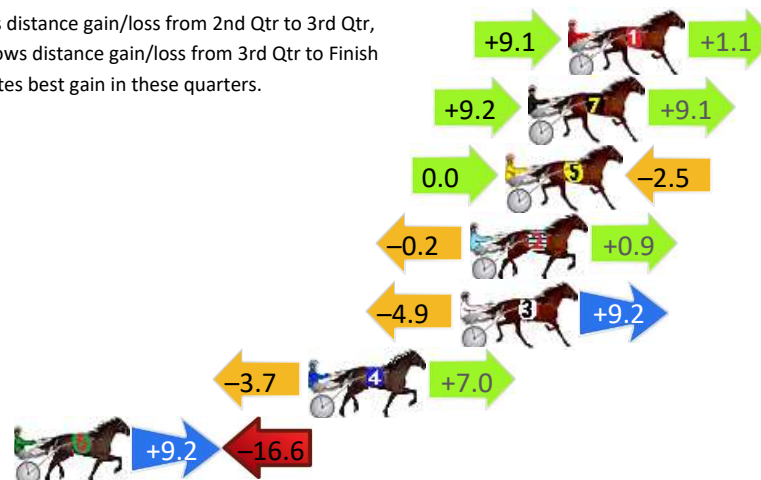 s distance gain/loss from 2nd Qtr to 3rd Qtr,
ows distance gain/loss from 3rd Qtr to Finish
tes best gain in these quarters.
+9.1 1 +1.1
+9.2 7 +9.1
0.0 5 –2.5
–0.2 2 +0.9
–4.9 3 +9.2
–3.7 4 +7.0
6 +9.2 –16.6